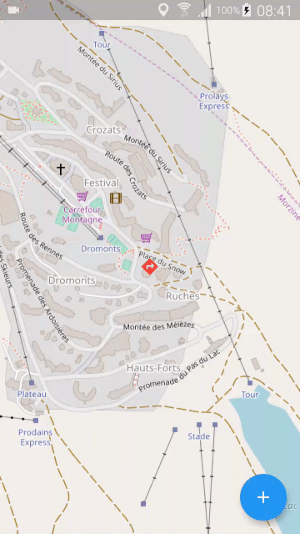 100% 08:41
Tour
Montée du Sirius
Prolays
Express
Crozats
Montée du Sirius
Route des Crozats
Festival
Morzine
Carrefour
Montagne
Route des Rennes
Dromonts
Place du Snow
Promenade des Ardoisières
Dromonts
Ruches
des Skieurs
Montée des Mélèzes
Hauts-Forts
Promenade du Pas du Lac
Plateau
Tour
Prodains
Express
Stade
Lac
+